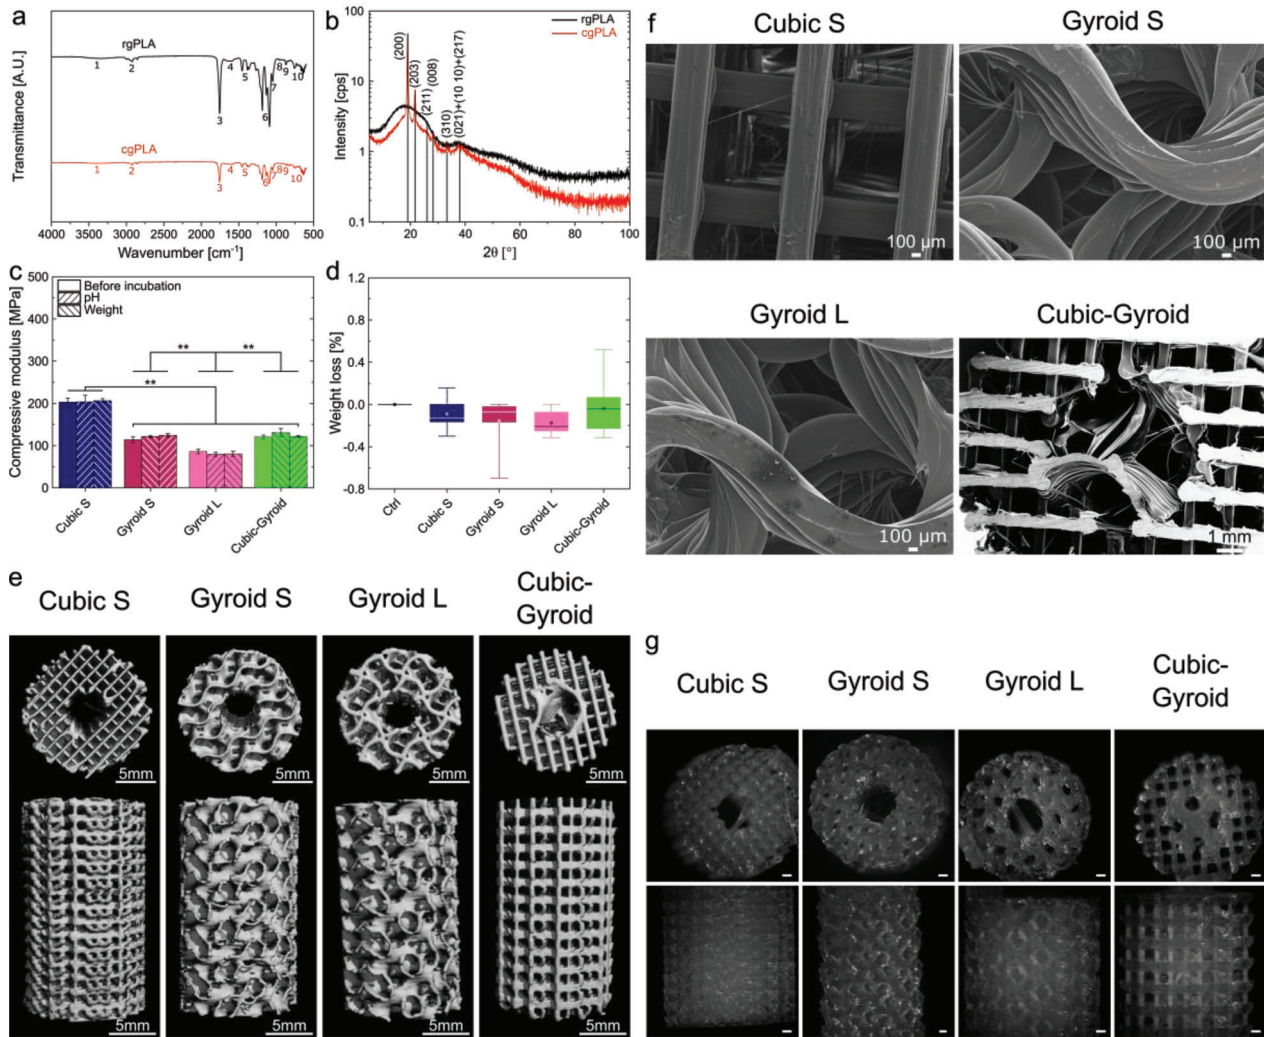 a
Transmittance [A.U.]
rgPLA
1
2
3
4
5
6
7
8
9
10
cgPLA
1
2
3
4
5
6
7
8
9
10
4000 3500 3000 2500 2000 1500 1000 500
Wavenumber [cm⁻¹]
b
Intensity [cps]
10
1
0.1
rgPLA
cgPLA
(200)
(203)
(211)
(008)
(310)
(021)+(10 10)+(217)
20 40 60 80 100
2θ [°]
c
Compressive modulus [MPa]
500
400
300
200
100
0
Before incubation
pH
Weight
**
**
**
Cubic S
Gyroid S
Gyroid L
Cubic-Gyroid
d
Weight loss [%]
1.2
0.8
0.4
0.0
-0.4
-0.8
Ctrl
Cubic S
Gyroid S
Gyroid L
Cubic-Gyroid
e
Cubic S
Gyroid S
Gyroid L
Cubic-
Gyroid
5mm
5mm
5mm
5mm
5mm
5mm
5mm
5mm
f
Cubic S
Gyroid S
100 µm
100 µm
Gyroid L
Cubic-Gyroid
100 µm
1 mm
g
Cubic S
Gyroid S
Gyroid L
Cubic-
Gyroid